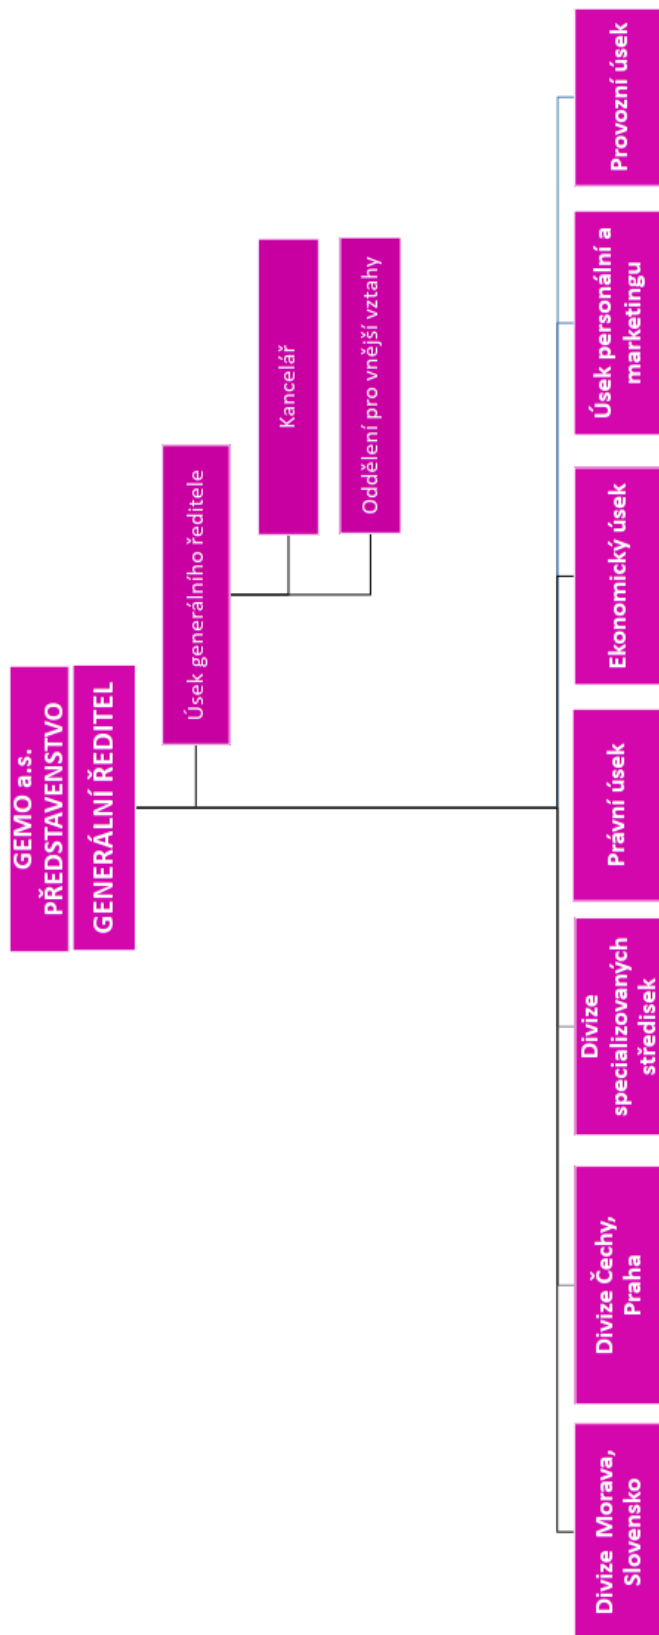 GEMO a.s.
PŘEDSTAVENSTVO
GENERÁLNÍ ŘEDITEL
Úsek generálního ředitele
Kancelář
Oddělení pro vnější vztahy
Divize Morava,
Slovensko
Divize Čechy,
Praha
Divize
specializovaných
středisek
Právní úsek
Ekonomický úsek
Úsek personální a
marketingu
Provozní úsek